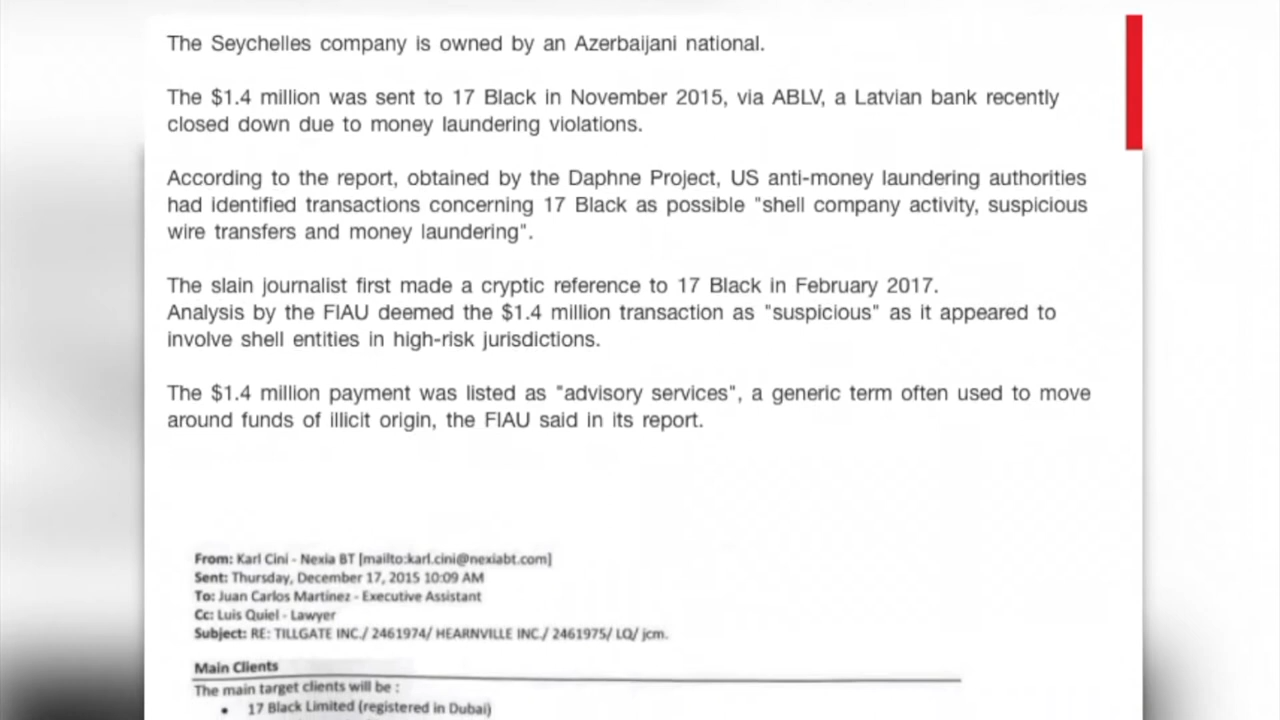 The Seychelles company is owned by an Azerbaijani national.
The $1.4 million was sent to 17 Black in November 2015, via ABLV, a Latvian bank recently
closed down due to money laundering violations.
According to the report, obtained by the Daphne Project, US anti-money laundering authorities
had identified transactions concerning 17 Black as possible "shell company activity, suspicious
wire transfers and money laundering".
The slain journalist first made a cryptic reference to 17 Black in February 2017.
Analysis by the FIAU deemed the $1.4 million transaction as "suspicious" as it appeared to
involve shell entities in high-risk jurisdictions.
The $1.4 million payment was listed as "advisory services", a generic term often used to move
around funds of illicit origin, the FIAU said in its report.
From: Karl Cini - Nexia BT [mailto:karl.cini@nexiabt.com]
Sent: Thursday, December 17, 2015 10:09 AM
To: Juan Carlos Martínez - Executive Assistant
Cc: Luis Quiel - Lawyer
Subject: RE: TILLGATE INC./ 2461974/ HEARNVILLE INC./ 2461975/ LQ/ jcm.
Main Clients
The main target clients will be :
• 17 Black Limited (registered in Dubai)